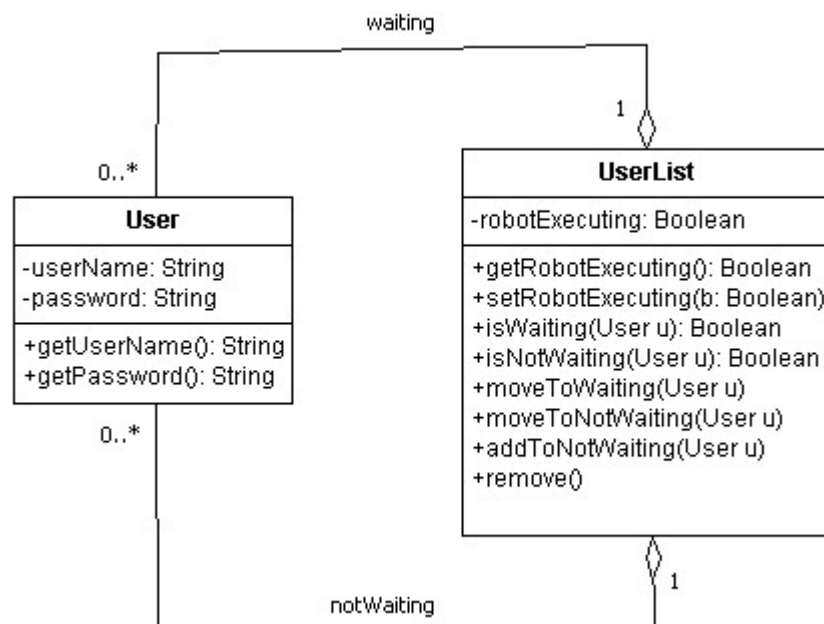 waiting
1
0..*
User
-userName: String
-password: String
+getUserName(): String
+getPassword(): String
0..*
UserList
-robotExecuting: Boolean
+getRobotExecuting(): Boolean
+setRobotExecuting(b: Boolean)
+isWaiting(User u): Boolean
+isNotWaiting(User u): Boolean
+moveToWaiting(User u)
+moveToNotWaiting(User u)
+addToNotWaiting(User u)
+remove()
1
notWaiting